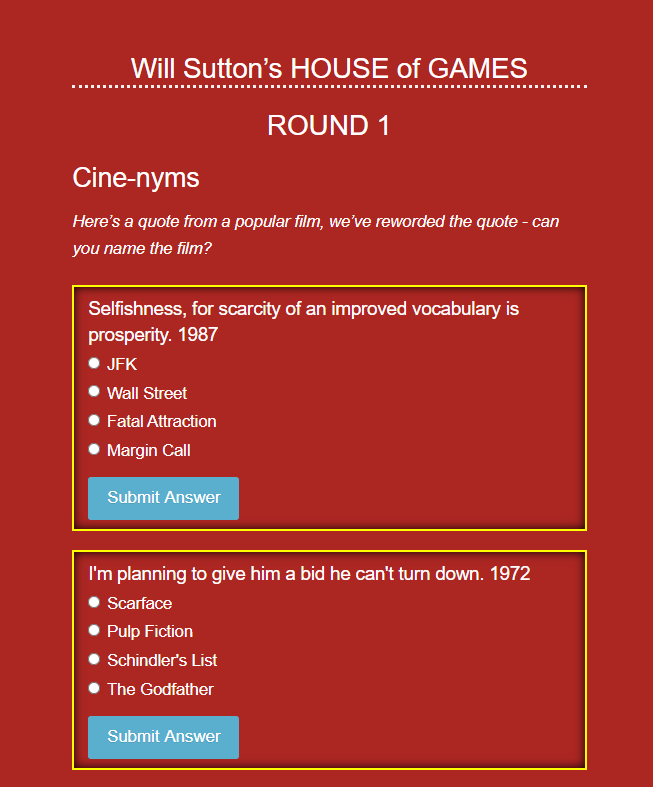 Will Sutton’s HOUSE of GAMES
ROUND 1
Cine-nyms
Here’s a quote from a popular film, we’ve reworded the quote - can
you name the film?
Selfishness, for scarcity of an improved vocabulary is
prosperity. 1987
JFK
Wall Street
Fatal Attraction
Margin Call
Submit Answer
I'm planning to give him a bid he can't turn down. 1972
Scarface
Pulp Fiction
Schindler's List
The Godfather
Submit Answer